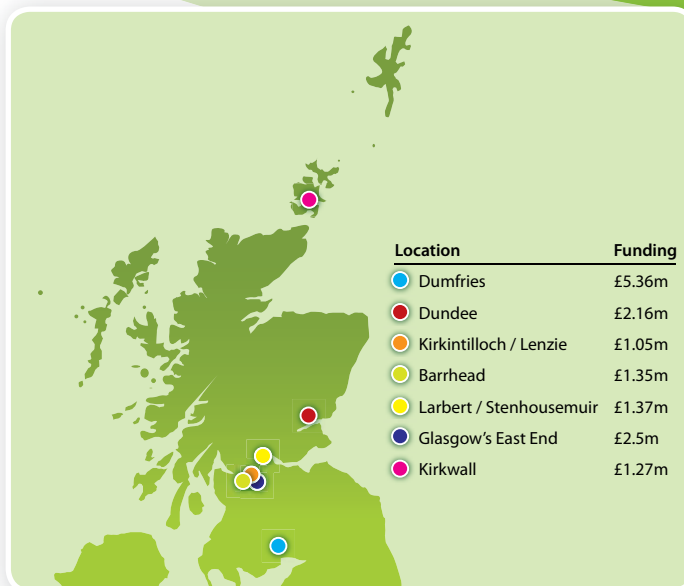 Location Funding
Dumfries £5.36m
Dundee £2.16m
Kirkintilloch / Lenzie £1.05m
Barrhead £1.35m
Larbert / Stenhousemuir £1.37m
Glasgow’s East End £2.5m
Kirkwall £1.27m